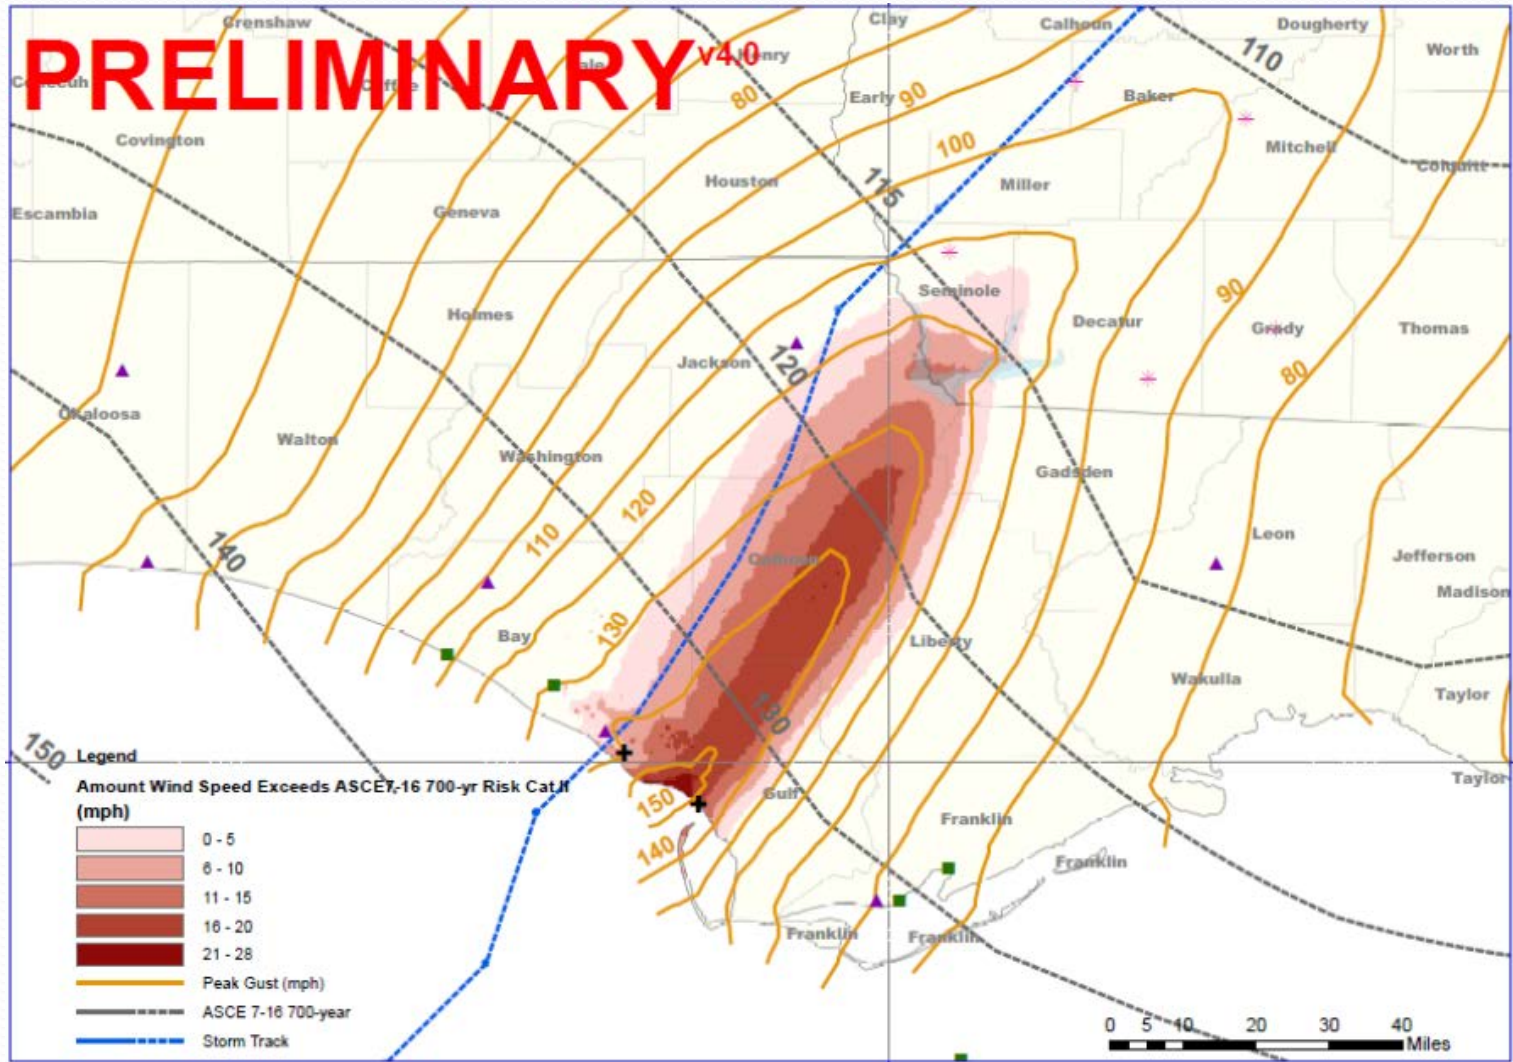 Crenshaw
Clay
Calhoun
Dougherty
Worth
PRELIMINARY v4.0
Henry
110
Early
80
90
Baker
Covington
100
Mitchell
Colquitt
Houston
115
Miller
Escambia
Geneva
Seminole
90
Holmes
Decatur
Grady
Thomas
Jackson
120
80
Okaloosa
Walton
Washington
Gadsden
120
110
Leon
140
Calhoun
Jefferson
Madison
130
Bay
Liberty
Wakulla
130
Taylor
150
Legend
Taylor
Amount Wind Speed Exceeds ASCE7-16 700-yr Risk Cat II
(mph)
150
Gulf
Franklin
0 - 5
140
Franklin
6 - 10
11 - 15
16 - 20
Franklin
Franklin
21 - 28
Peak Gust (mph)
ASCE 7-16 700-year
0 5 10 20 30 40
Storm Track
Miles